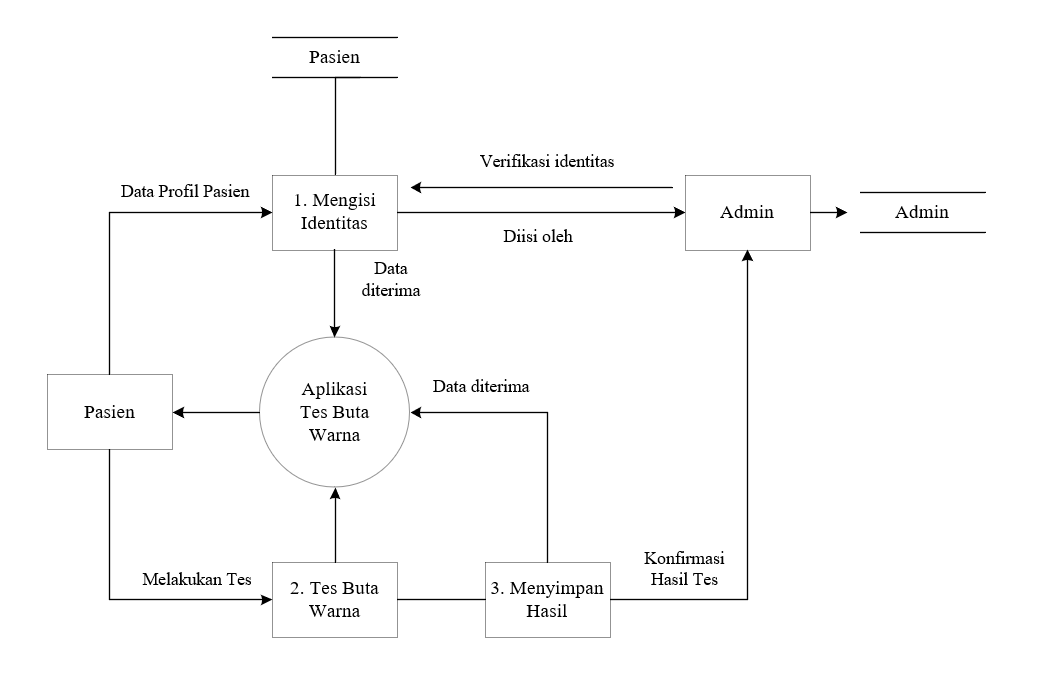 Pasien
Verifikasi identitas
Data Profil Pasien
1. Mengisi
Identitas
Admin
Admin
Diisi oleh
Data
diterima
Aplikasi
Tes Buta
Warna
Data diterima
Pasien
Konfirmasi
Hasil Tes
Melakukan Tes
2. Tes Buta
Warna
3. Menyimpan
Hasil